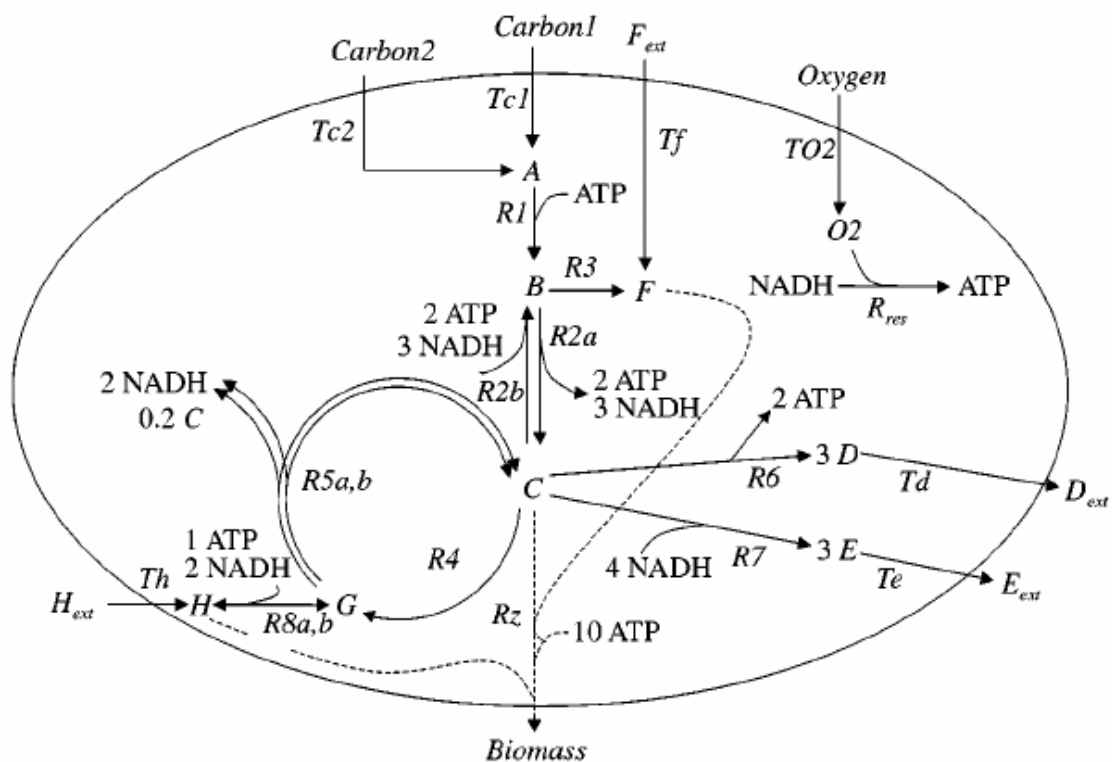 Carbon1
F_ext
Carbon2
Oxygen
Tc1
Tc2
Tf
TO2
A
R1
ATP
O2
B
R3
F
NADH
ATP
R_res
2 ATP
3 NADH
R2a
R2b
2 ATP
3 NADH
2 NADH
0.2 C
2 ATP
R5a,b
C
R6
3 D
Td
D_ext
1 ATP
2 NADH
R4
4 NADH
R7
3 E
Te
E_ext
H_ext
Th
H
R8a,b
G
Rz
10 ATP
Biomass